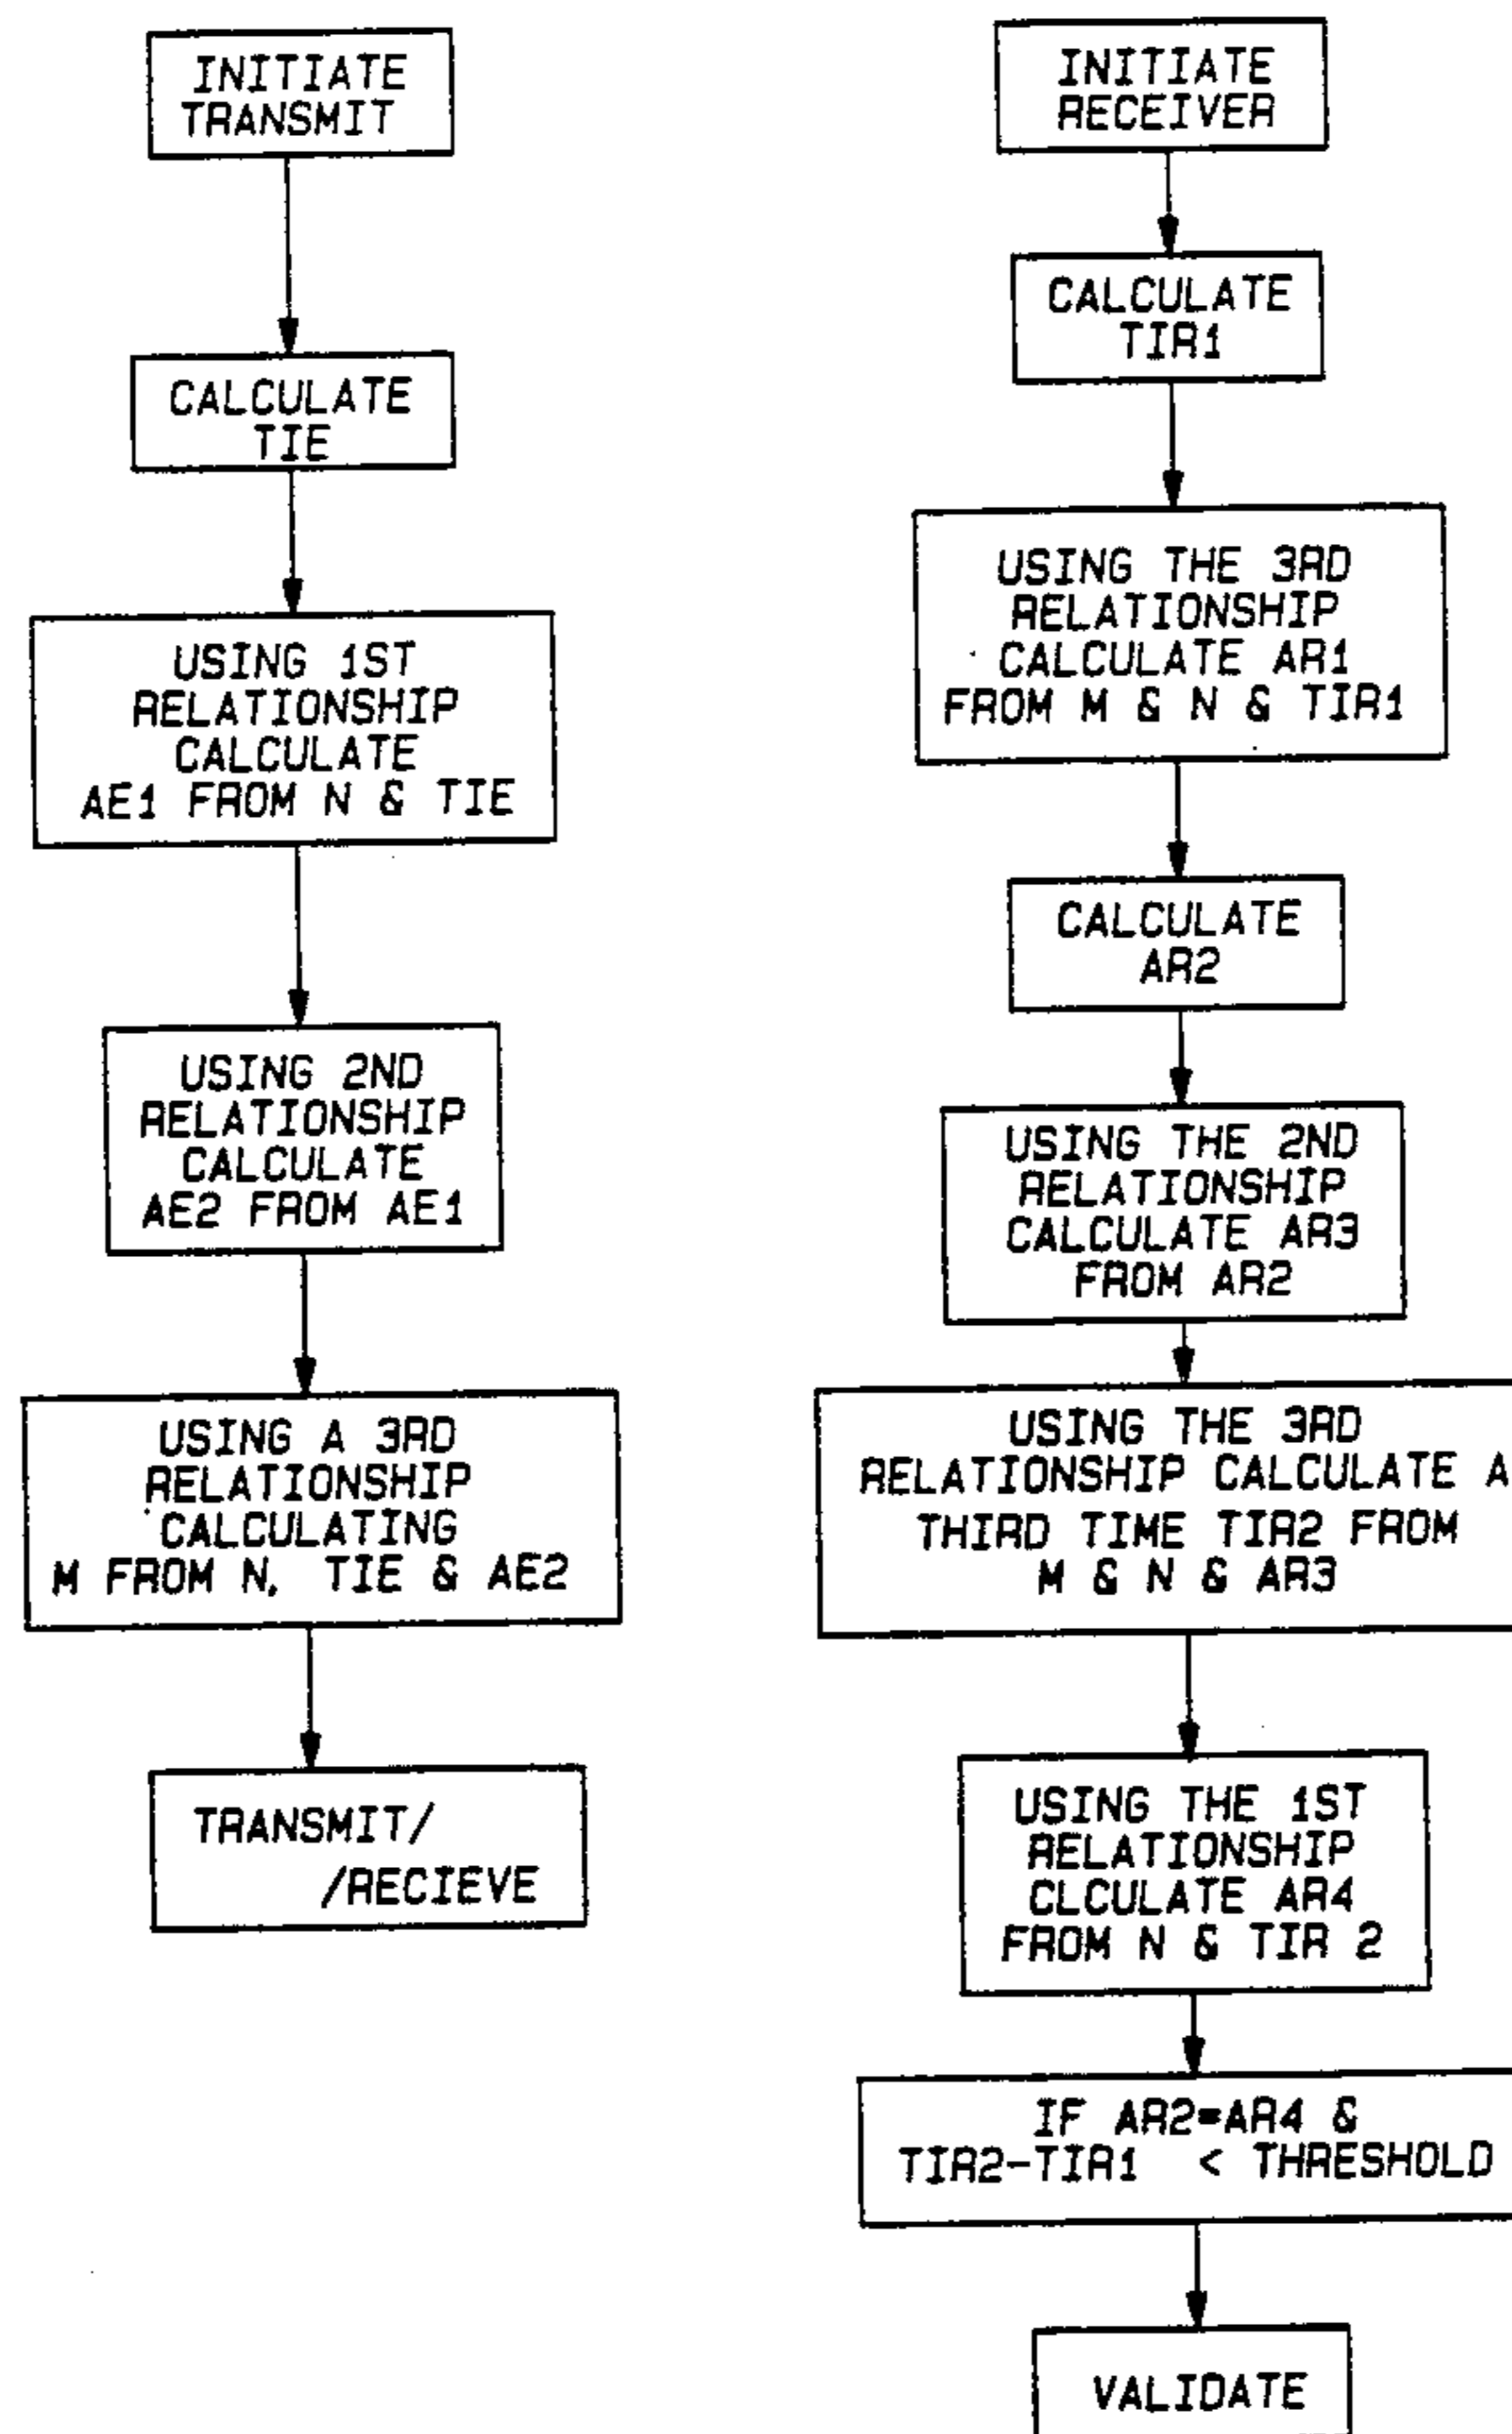 INITIATE
TRANSMIT
CALCULATE
TIE
USING 1ST
RELATIONSHIP
CALCULATE
AE1 FROM N & TIE
USING 2ND
RELATIONSHIP
CALCULATE
AE2 FROM AE1
USING A 3RD
RELATIONSHIP
CALCULATING
M FROM N, TIE & AE2
TRANSMIT/
/RECIEVE
INITIATE
RECEIVER
CALCULATE
TIR1
USING THE 3RD
RELATIONSHIP
CALCULATE AR1
FROM M & N & TIR1
CALCULATE
AR2
USING THE 2ND
RELATIONSHIP
CALCULATE AR3
FROM AR2
USING THE 3RD
RELATIONSHIP CALCULATE A
THIRD TIME TIR2 FROM
M & N & AR3
USING THE 1ST
RELATIONSHIP
CLCULATE AR4
FROM N & TIR 2
IF AR2=AR4 &
TIR2-TIR1 < THRESHOLD
VALIDATE